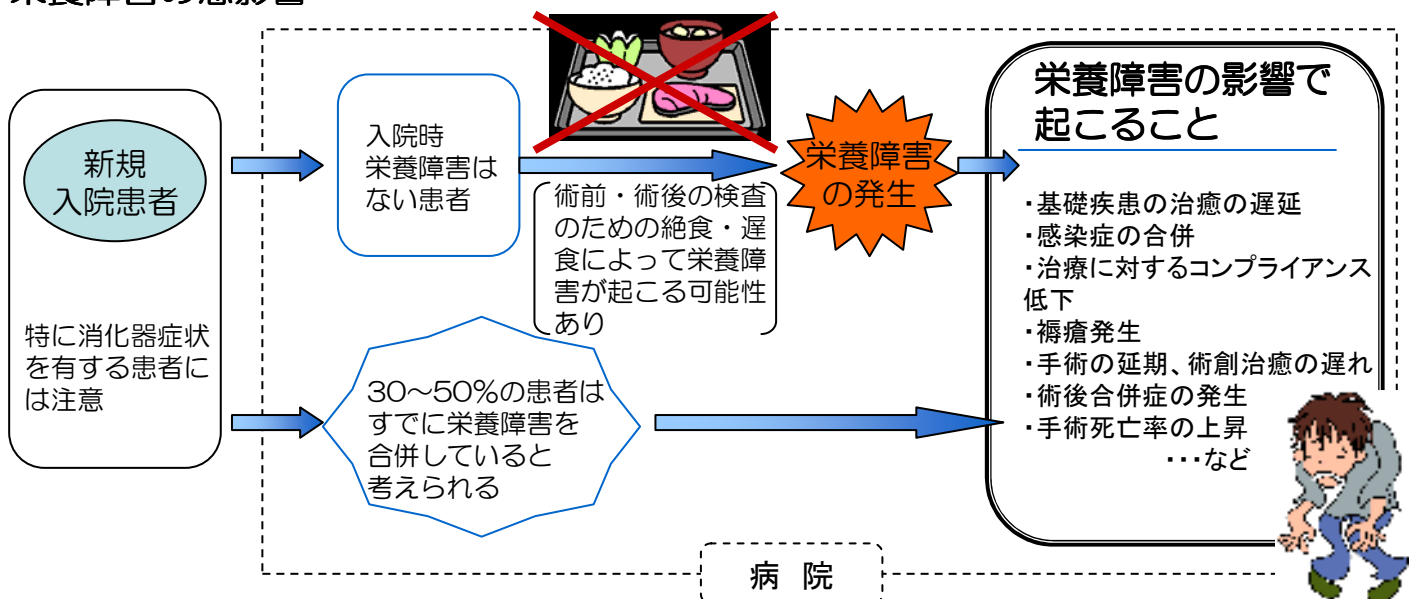 栄養障害の悪影響
新規
入院患者
特に消化器症状
を有する患者に
は注意
入院時
栄養障害は
ない患者
術前・術後の検査
のための絶食・遅
食によって栄養障
害が起こる可能性
あり
栄養障害
の発生
30～50%の患者は
すでに栄養障害を
合併していると
考えられる
栄養障害の影響で
起こること
・基礎疾患の治癒の遅延
・感染症の合併
・治療に対するコンプライアンス
低下
・褥瘡発生
・手術の延期、術創治癒の遅れ
・術後合併症の発生
・手術死亡率の上昇
・・・など
病 院